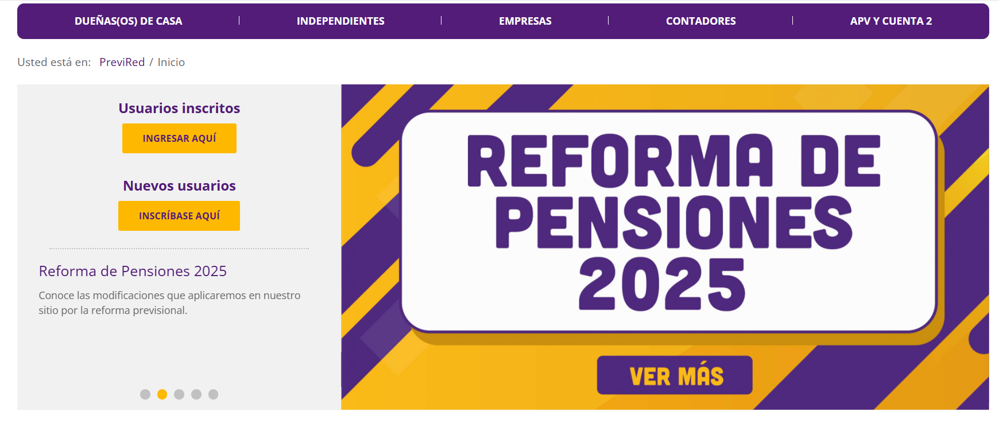 DUEÑAS(OS) DE CASA
INDEPENDIENTES
EMPRESAS
CONTADORES
APV Y CUENTA 2
Usted está en: PreviRed / Inicio
Usuarios inscritos
INGRESAR AQUÍ
Nuevos usuarios
INSCRÍBASE AQUÍ
Reforma de Pensiones 2025
Conoce las modificaciones que aplicaremos en nuestro
sitio por la reforma previsional.
REFORMA DE
PENSIONES
2025
VER MÁS